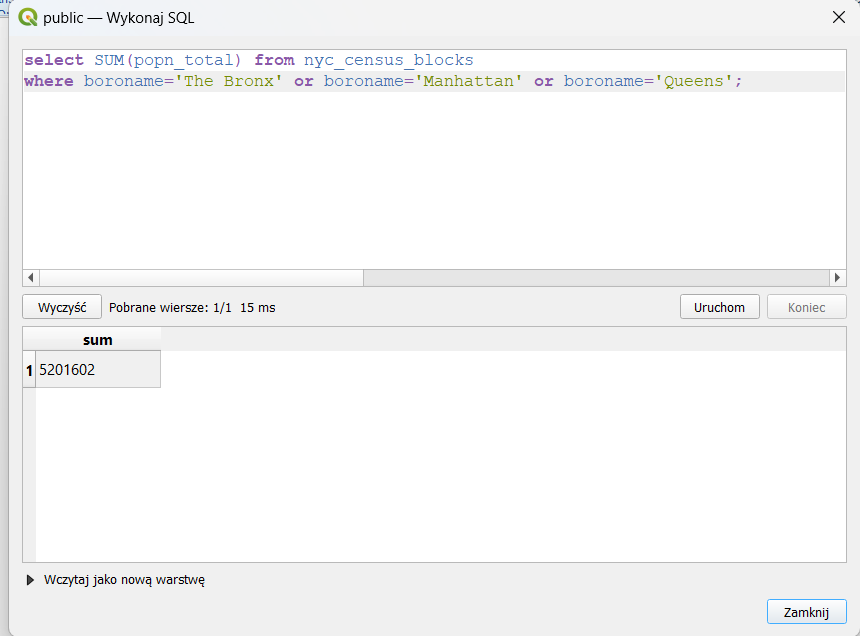 public — Wykonaj SQL
select SUM(popn_total) from nyc_census_blocks
where boroname='The Bronx' or boroname='Manhattan' or boroname='Queens';
Wyczyść Pobrane wiersze: 1/1 15 ms Uruchom Koniec
sum
1 5201602
Wczytaj jako nową warstwę
Zamknij